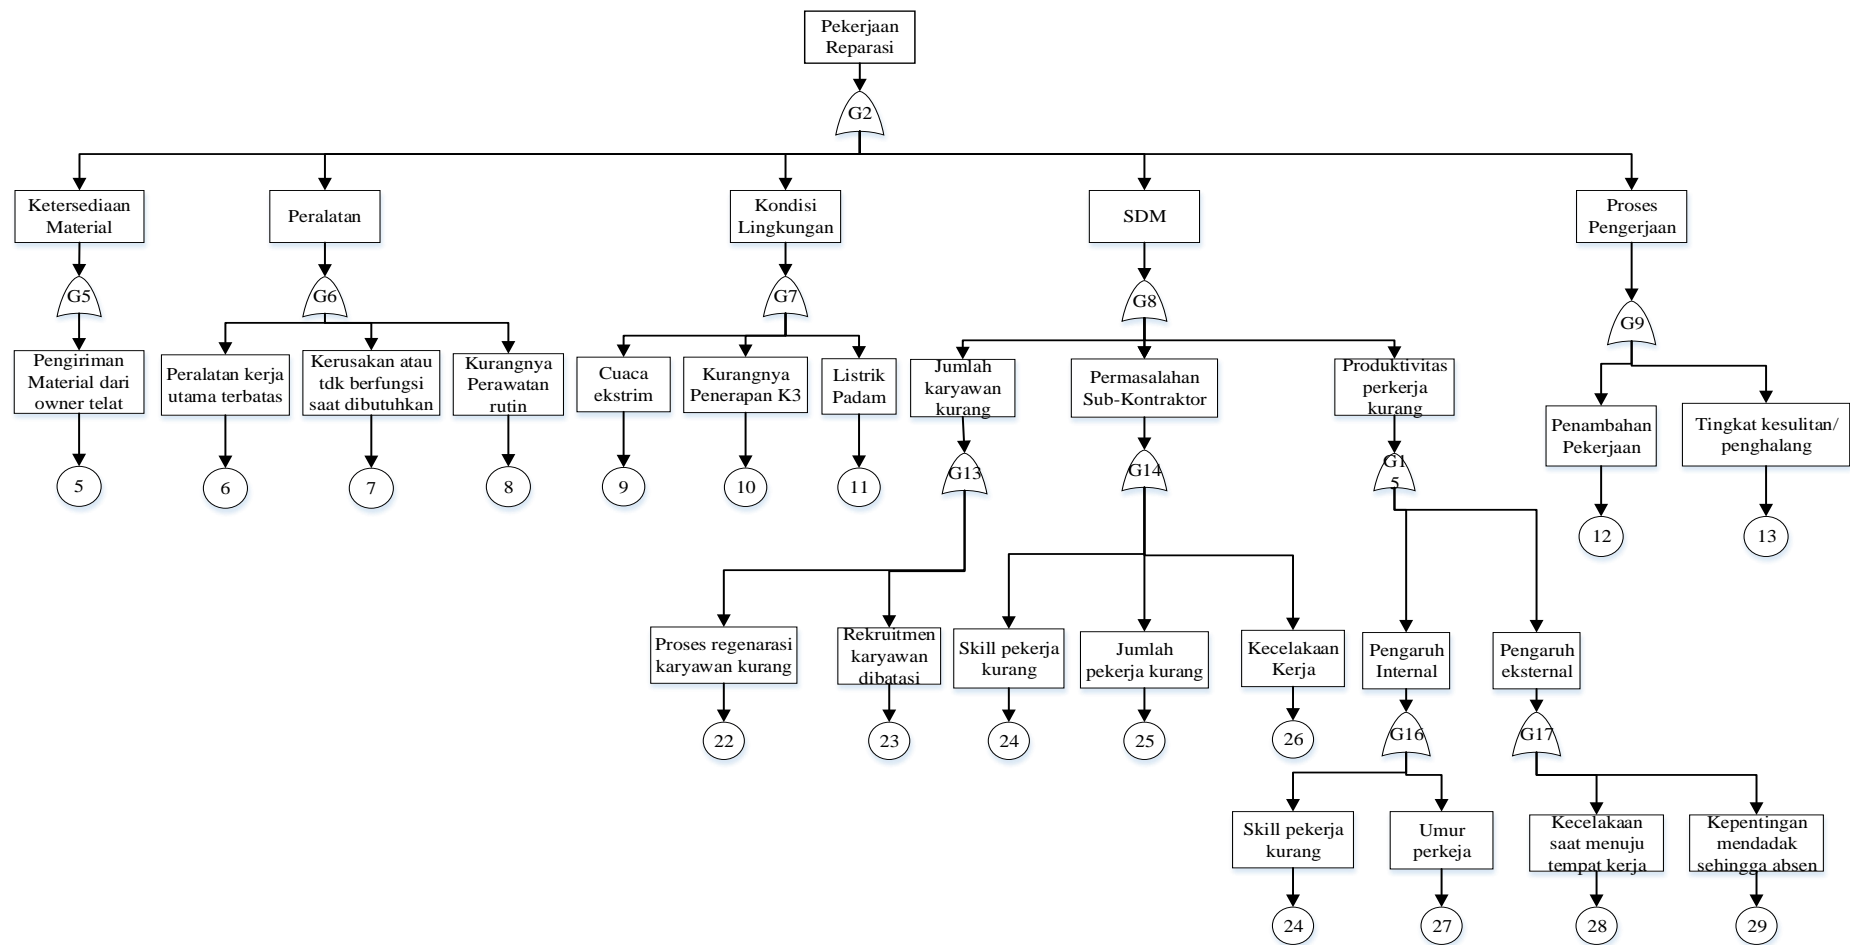 Pekerjaan
Reparasi
G2
Ketersediaan
Material
Peralatan
Kondisi
Lingkungan
SDM
Proses
Pengerjaan
G5
G6
G7
G8
G9
Pengiriman
Material dari
owner telat
Peralatan kerja
utama terbatas
Kerusakan atau
tdk berfungsi
saat dibutuhkan
Kurangnya
Perawatan
rutin
Cuaca
ekstrim
Kurangnya
Penerapan K3
Listrik
Padam
Jumlah
karyawan
kurang
Permasalahan
Sub-Kontraktor
Produktivitas
perkerja
kurang
Penambahan
Pekerjaan
Tingkat kesulitan/
penghalang
5
6
7
8
9
10
11
G13
G14
G1
5
12
13
Proses regenarasi
karyawan kurang
Rekruitmen
karyawan
dibatasi
Skill pekerja
kurang
Jumlah
pekerja kurang
Kecelakaan
Kerja
Pengaruh
Internal
Pengaruh
eksternal
22
23
24
25
26
G16
G17
Skill pekerja
kurang
Umur
perkeja
Kecelakaan
saat menuju
tempat kerja
Kepentingan
mendadak
sehingga absen
24
27
28
29